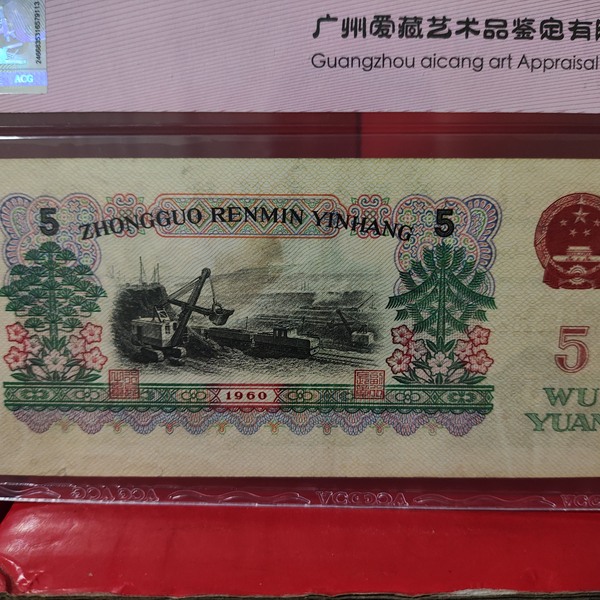 2466635316579113
ACG
广州爱藏艺术品鉴定有
Guangzhou aicang art Appraisal
5 ZHONGGUO RENMIN YINHANG 5
1960
5
WU
YUAN